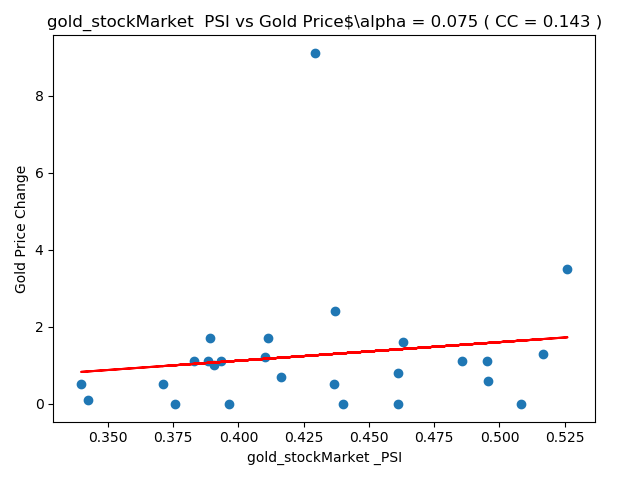 gold_stockMarket  PSI vs Gold Price$\alpha = 0.075 ( CC = 0.143 )
8
6
4
2
0
Gold Price Change
0.350 0.375 0.400 0.425 0.450 0.475 0.500 0.525
gold_stockMarket _PSI